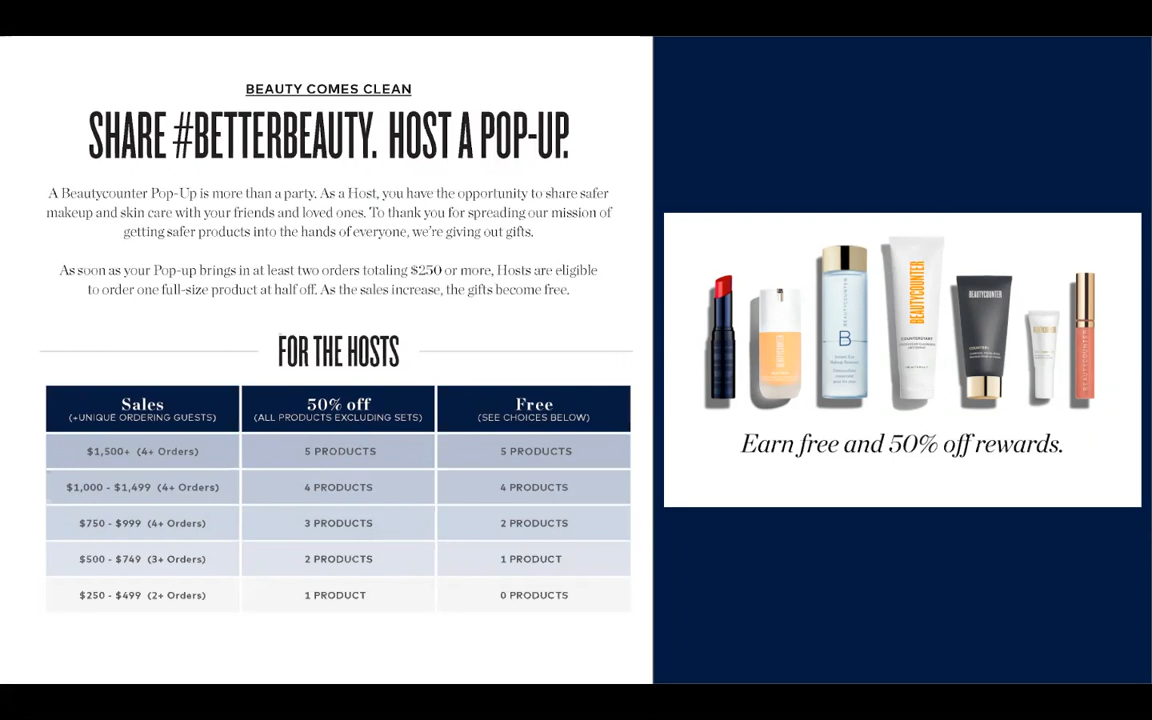 BEAUTY COMES CLEAN
SHARE #BETTERBEAUTY. HOST A POP-UP.
A Beautycounter Pop-Up is more than a party. As a Host, you have the opportunity to share safer
makeup and skin care with your friends and loved ones. To thank you for spreading our mission of
getting safer products into the hands of everyone, we're giving out gifts.
As soon as your Pop-up brings in at least two orders totaling $250 or more, Hosts are eligible
to order one full-size product at half off. As the sales increase, the gifts become free.
FOR THE HOSTS
Sales 50% off Free
(+UNIQUE ORDERING GUESTS) (ALL PRODUCTS EXCLUDING SETS) (SEE CHOICES BELOW)
$1,500+ (4+ Orders) 5 PRODUCTS 5 PRODUCTS
$1,000 - $1,499 (4+ Orders) 4 PRODUCTS 4 PRODUCTS
$750 - $999 (4+ Orders) 3 PRODUCTS 2 PRODUCTS
$500 - $749 (3+ Orders) 2 PRODUCTS 1 PRODUCT
$250 - $499 (2+ Orders) 1 PRODUCT 0 PRODUCTS
BEAUTYCOUNTER
B
BEAUTYCOUNTER
COUNTERSTART
BEAUTYCOUNTER
BEAUTYCOUNTER
BEAUTYCOUNTER
Earn free and 50% off rewards.